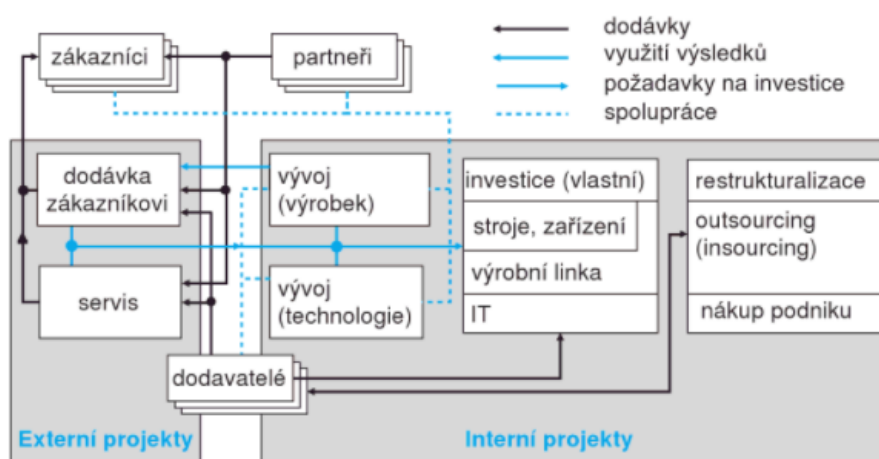 zákazníci
partneři
dodávky
využití výsledků
požadavky na investice
spolupráce
dodávka
zákazníkovi
servis
vývoj
(výrobek)
vývoj
(technologie)
investice (vlastní)
stroje, zařízení
výrobní linka
IT
restrukturalizace
outsourcing
(insourcing)
nákup podniku
dodavatelé
Externí projekty
Interní projekty